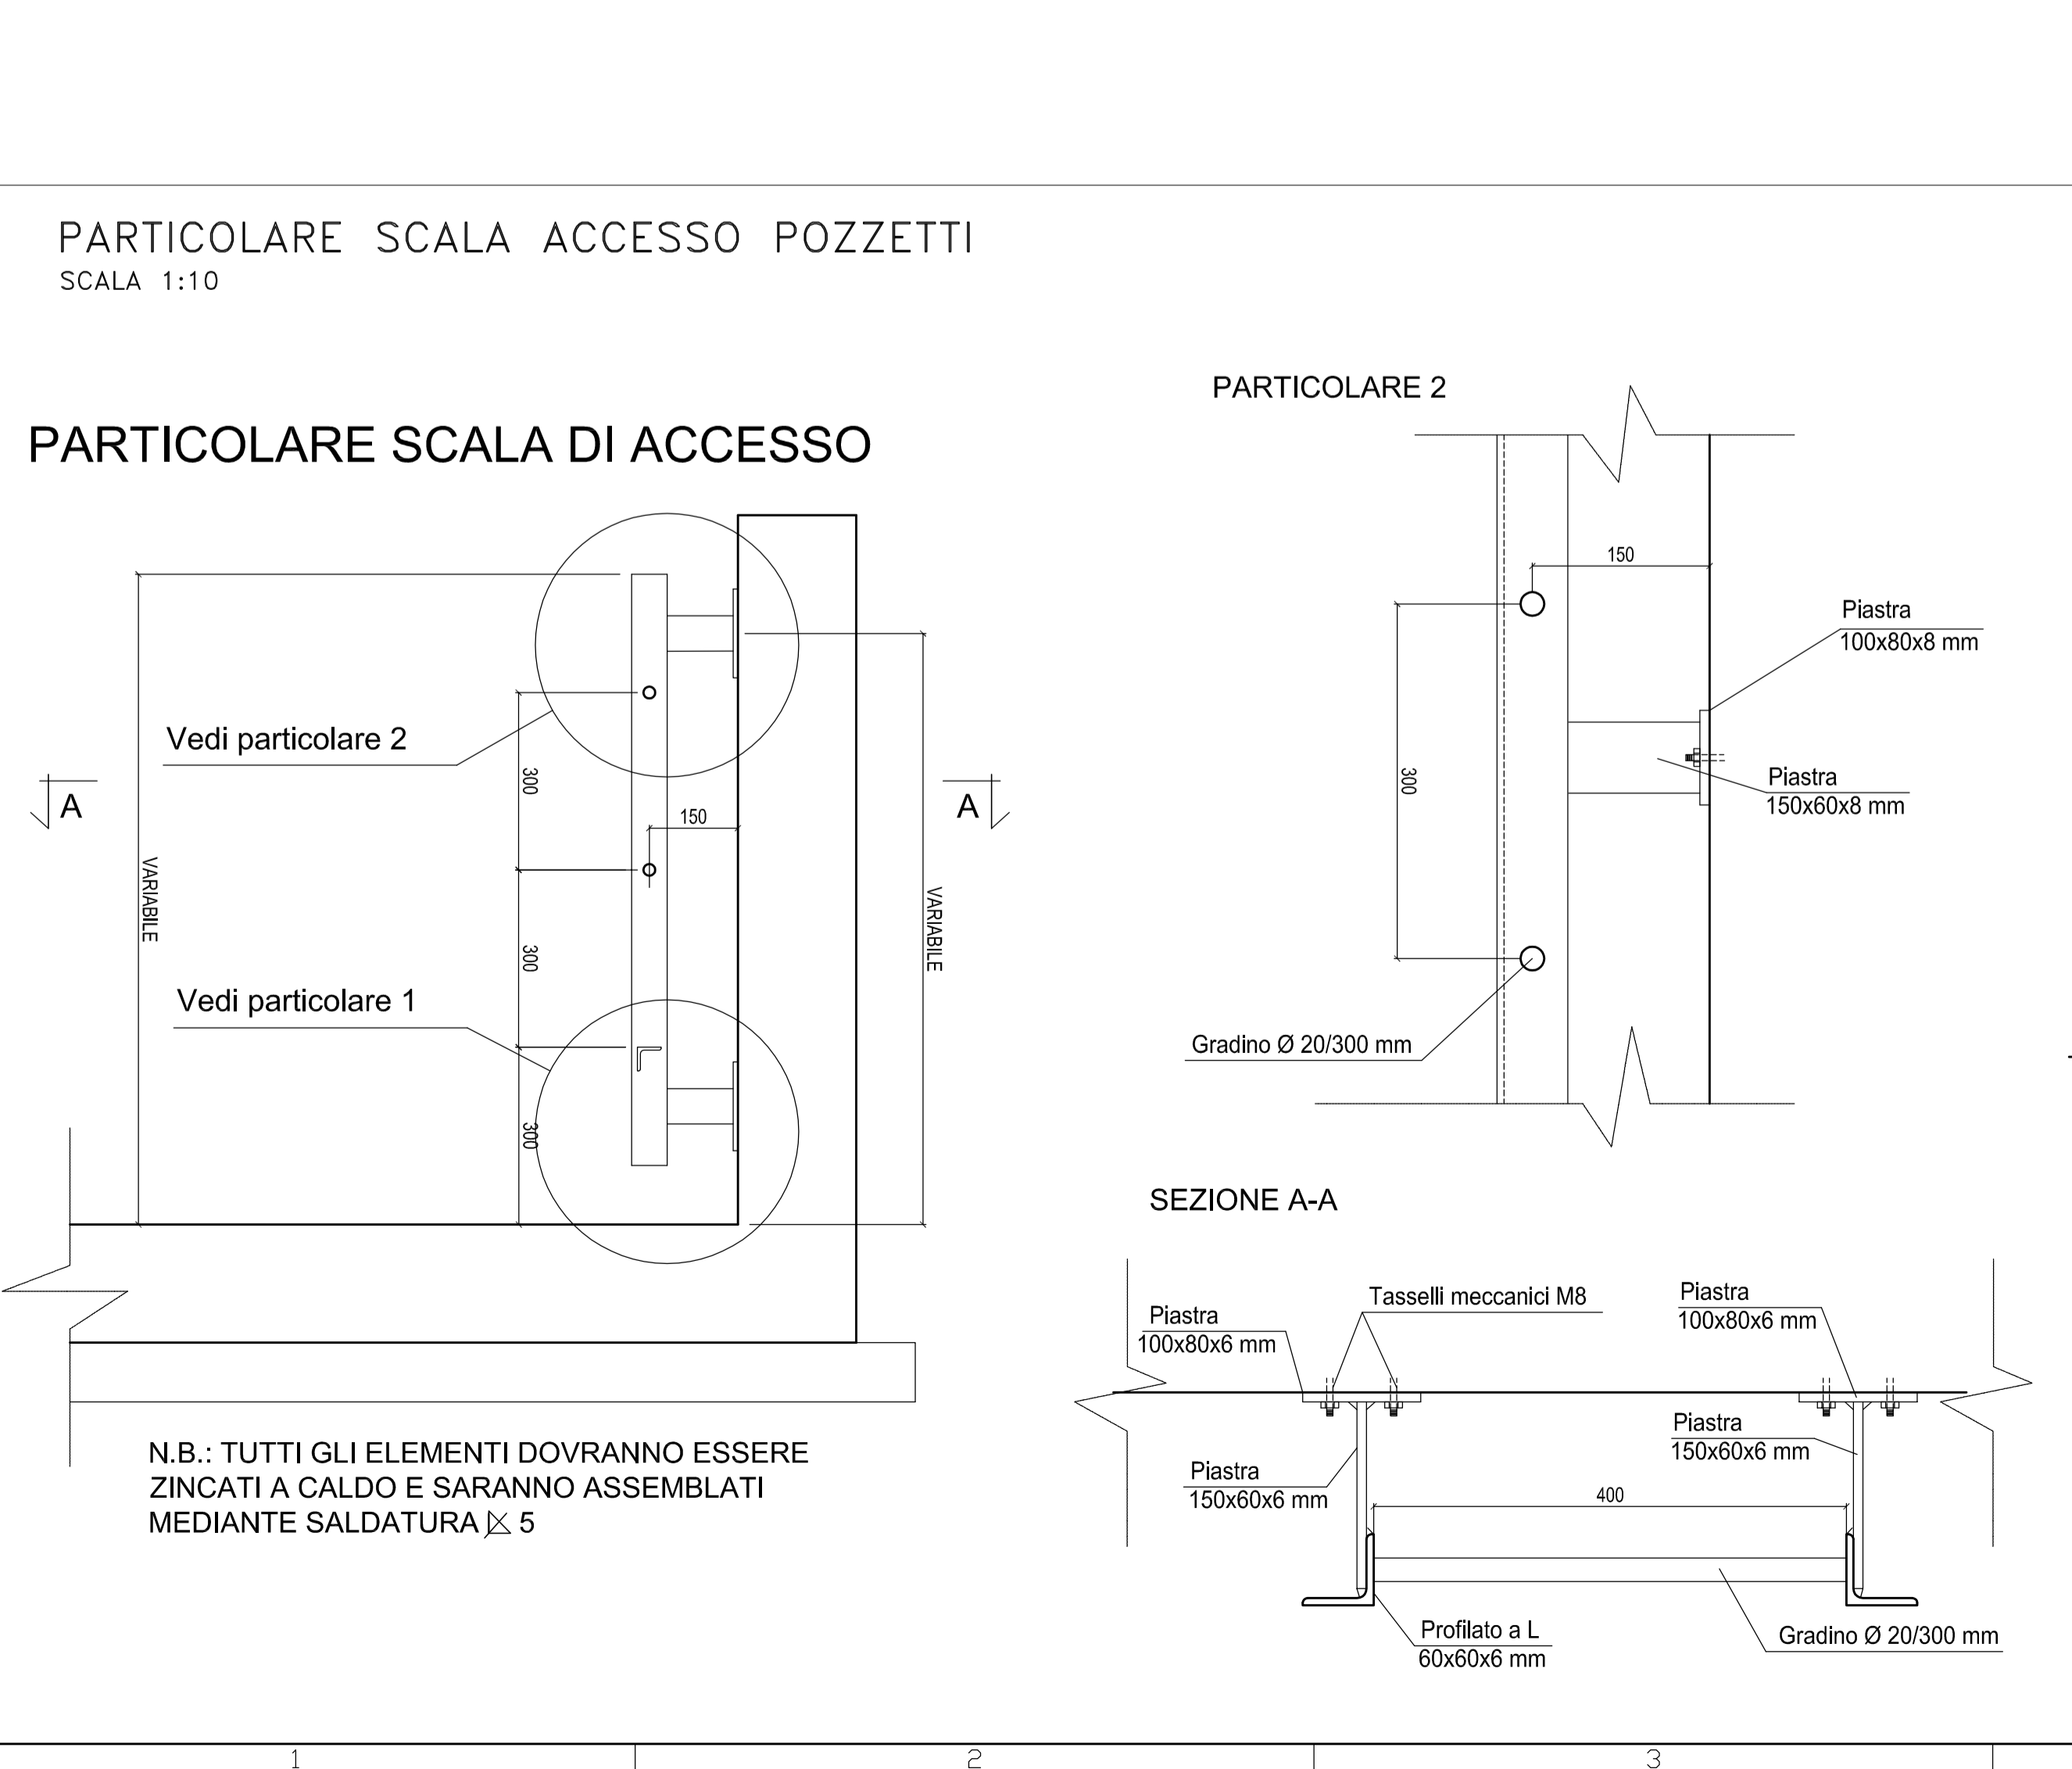 PARTICOLARE SCALA ACCESSO POZZETTI
SCALA 1:10
PARTICOLARE SCALA DI ACCESSO
Vedi particolare 2
A
A
300
150
VARIABILE
VARIABILE
300
Vedi particolare 1
300
N.B.: TUTTI GLI ELEMENTI DOVRANNO ESSERE
ZINCATI A CALDO E SARANNO ASSEMBLATI
MEDIANTE SALDATURA 5
PARTICOLARE 2
150
Piastra
100x80x8 mm
300
Piastra
150x60x8 mm
Gradino Ø 20/300 mm
SEZIONE A-A
Piastra
100x80x6 mm
Tasselli meccanici M8
Piastra
100x80x6 mm
Piastra
150x60x6 mm
Piastra
150x60x6 mm
400
Profilato a L
60x60x6 mm
Gradino Ø 20/300 mm
1
2
3